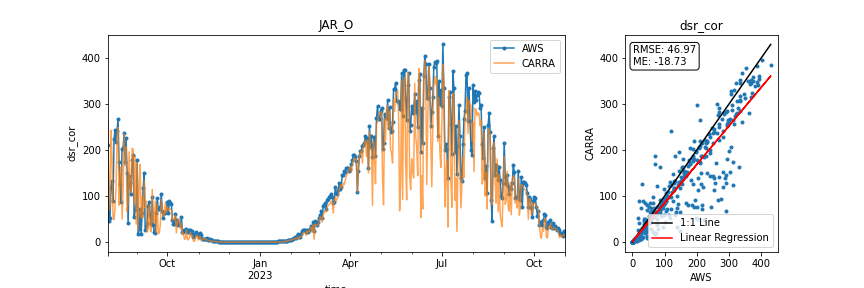 JAR_O
dsr_cor
400
300
200
100
0
dsr_cor
AWS
CARRA
Oct
Jan
2023
Apr
Jul
Oct
RMSE: 46.97
ME: -18.73
400
300
200
100
0
CARRA
1:1 Line
Linear Regression
0
100
200
300
400
AWS